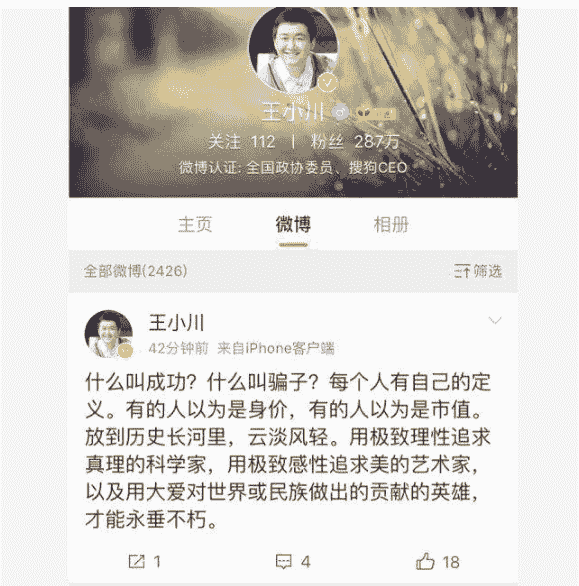 王小川
关注 112 | 粉丝 287万
微博认证: 全国政协委员、搜狗CEO
主页 微博 相册
全部微博(2426) 筛选
王小川
42分钟前 来自iPhone客户端
什么叫成功？什么叫骗子？每个人有自己的定
义。有的人以为是身价，有的人以为是市值。
放到历史长河里，云淡风轻。用极致理性追求
真理的科学家，用极致感性追求美的艺术家，
以及用大爱对世界或民族做出的贡献的英雄，
才能永垂不朽。
1 4 18